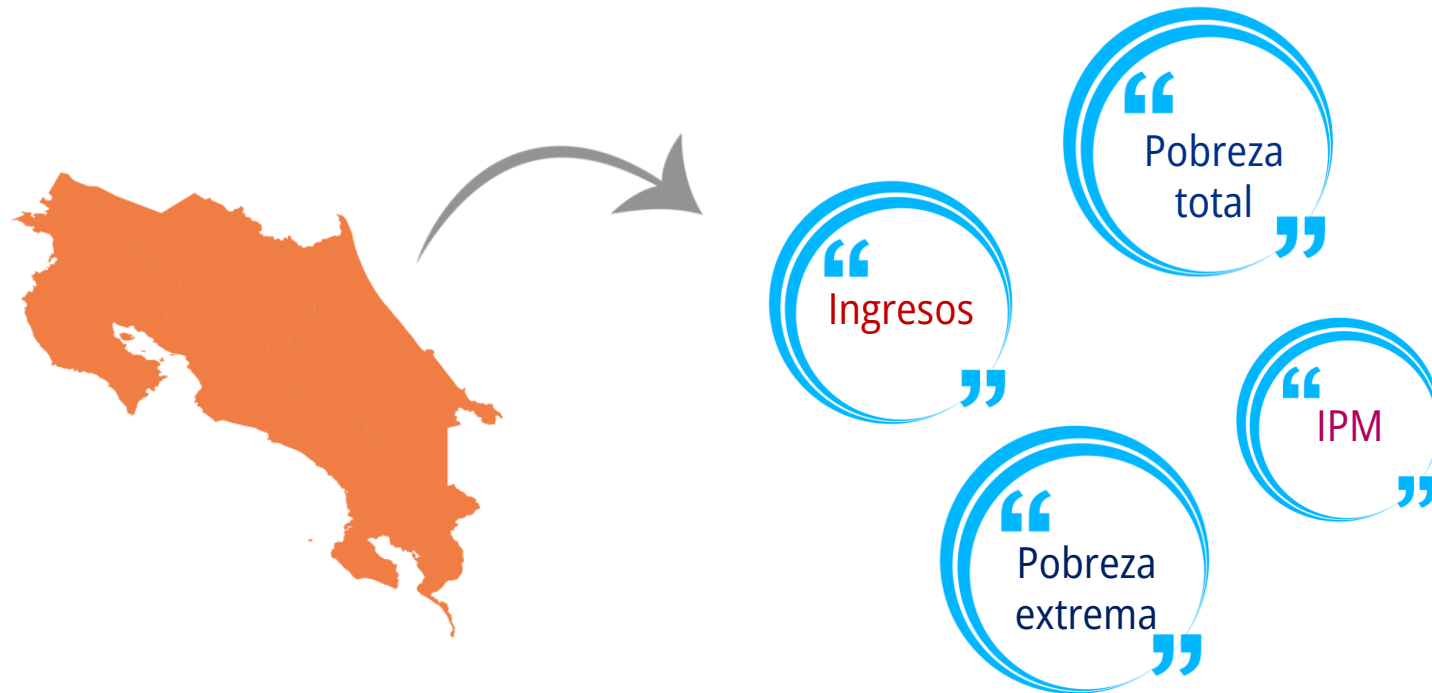 “
Pobreza
total
”
“
Ingresos
”
“
IPM
”
“
Pobreza
extrema
”